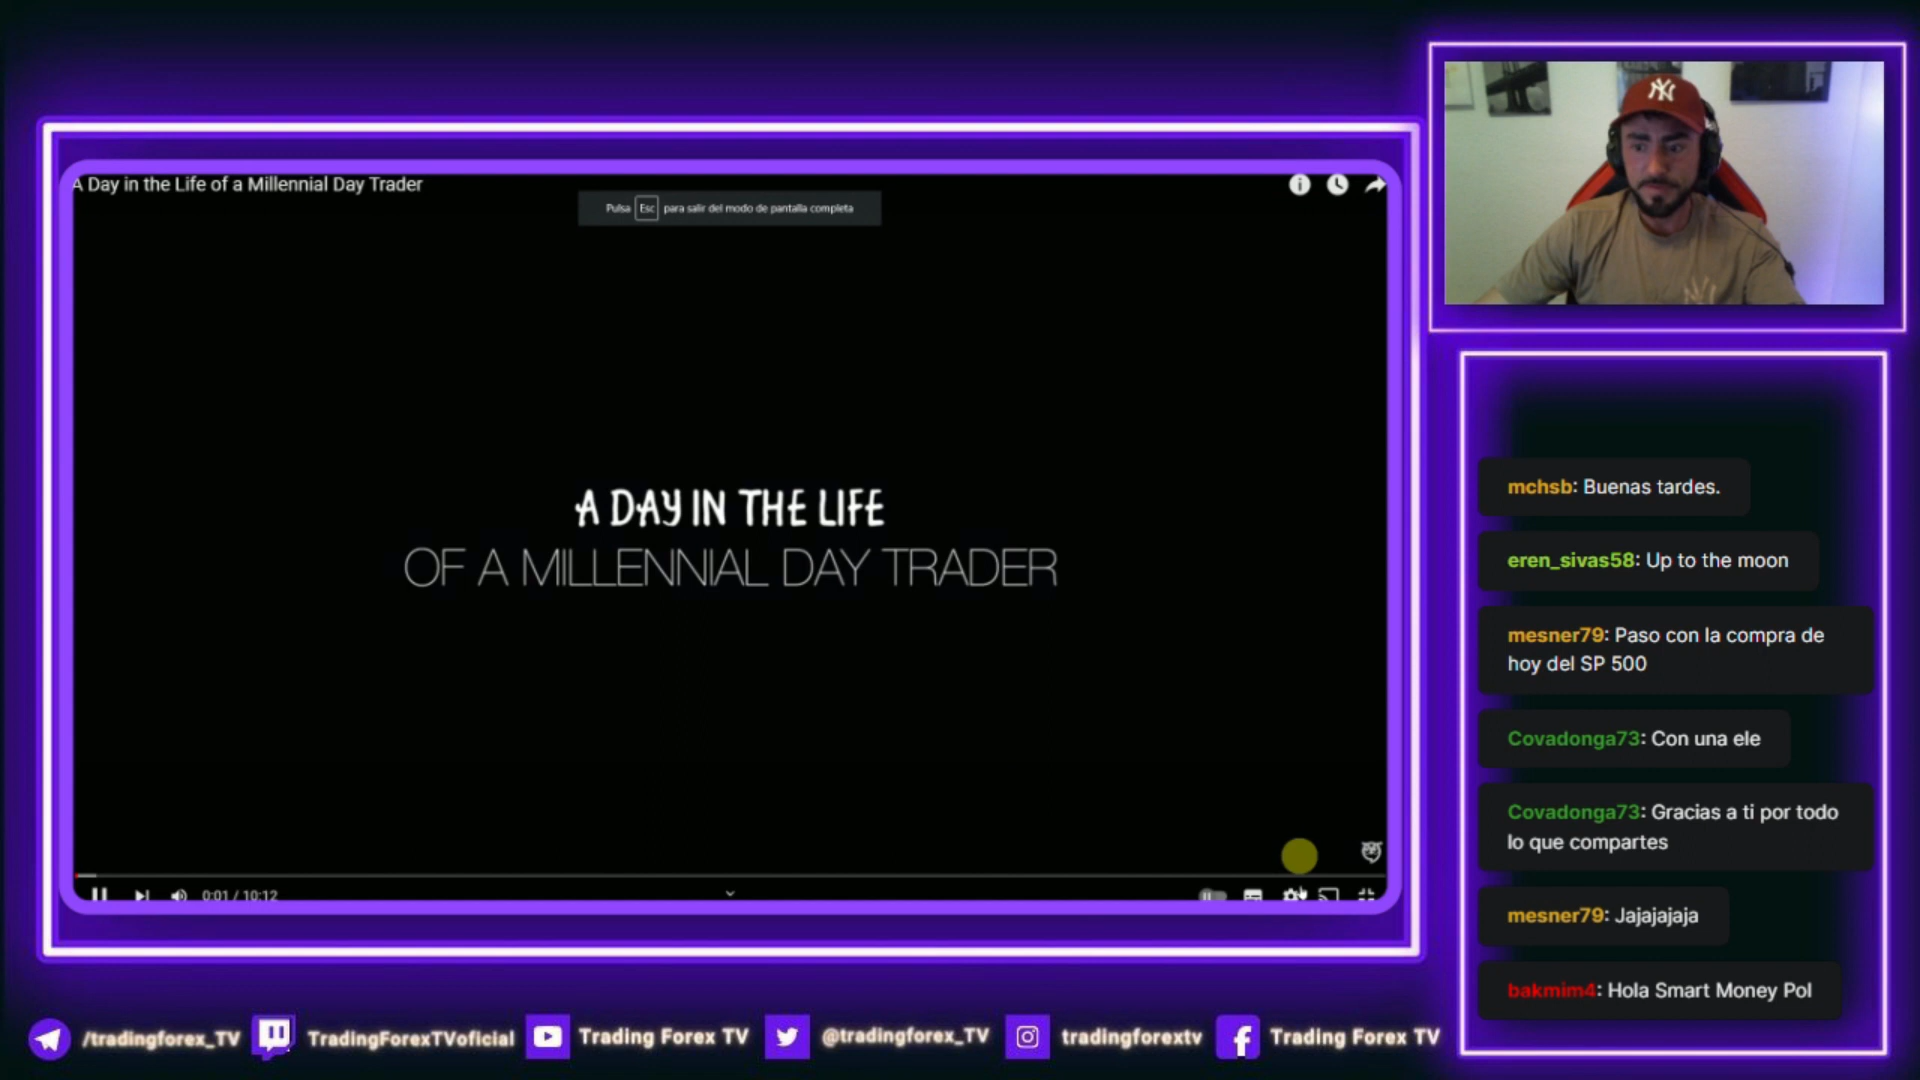 A Day in the Life of a Millennial Day Trader
Pulsa Esc para salir del modo de pantalla completa
A DAY IN THE LIFE
OF A MILLENNIAL DAY TRADER
0:01 / 10:12
NY
mchsb: Buenas tardes.
eren_sivas58: Up to the moon
mesner79: Paso con la compra de
hoy del SP 500
Covadonga73: Con una ele
Covadonga73: Gracias a ti por todo
lo que compartes
mesner79: Jajajajaja
bakmim4: Hola Smart Money Pol
/tradingforex_TV
TradingForexTVoficial
Trading Forex TV
@tradingforex_TV
tradingforextv
Trading Forex TV